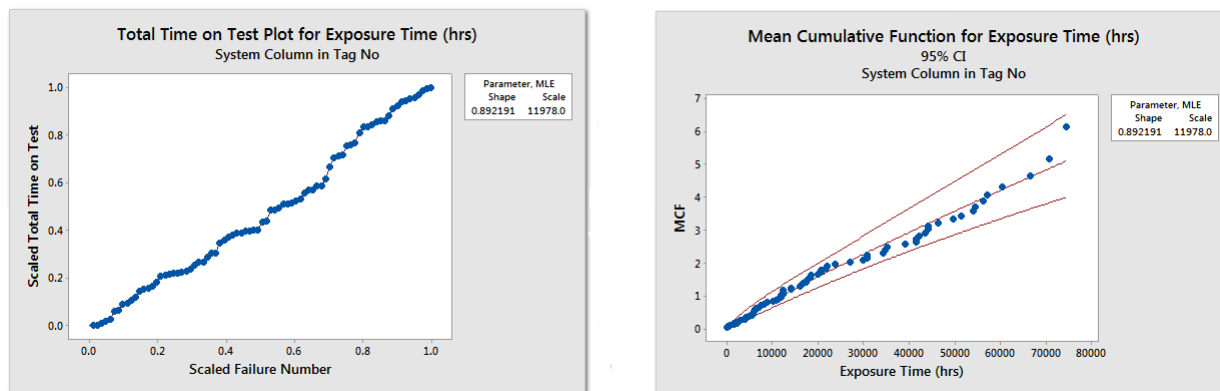 Total Time on Test Plot for Exposure Time (hrs)
System Column in Tag No
Parameter, MLE
Shape Scale
0.892191 11978.0
Scaled Total Time on Test
1.0
0.8
0.6
0.4
0.2
0.0
0.0 0.2 0.4 0.6 0.8 1.0
Scaled Failure Number
Mean Cumulative Function for Exposure Time (hrs)
95% CI
System Column in Tag No
Parameter, MLE
Shape Scale
0.892191 11978.0
MCF
7
6
5
4
3
2
1
0
0 10000 20000 30000 40000 50000 60000 70000 80000
Exposure Time (hrs)